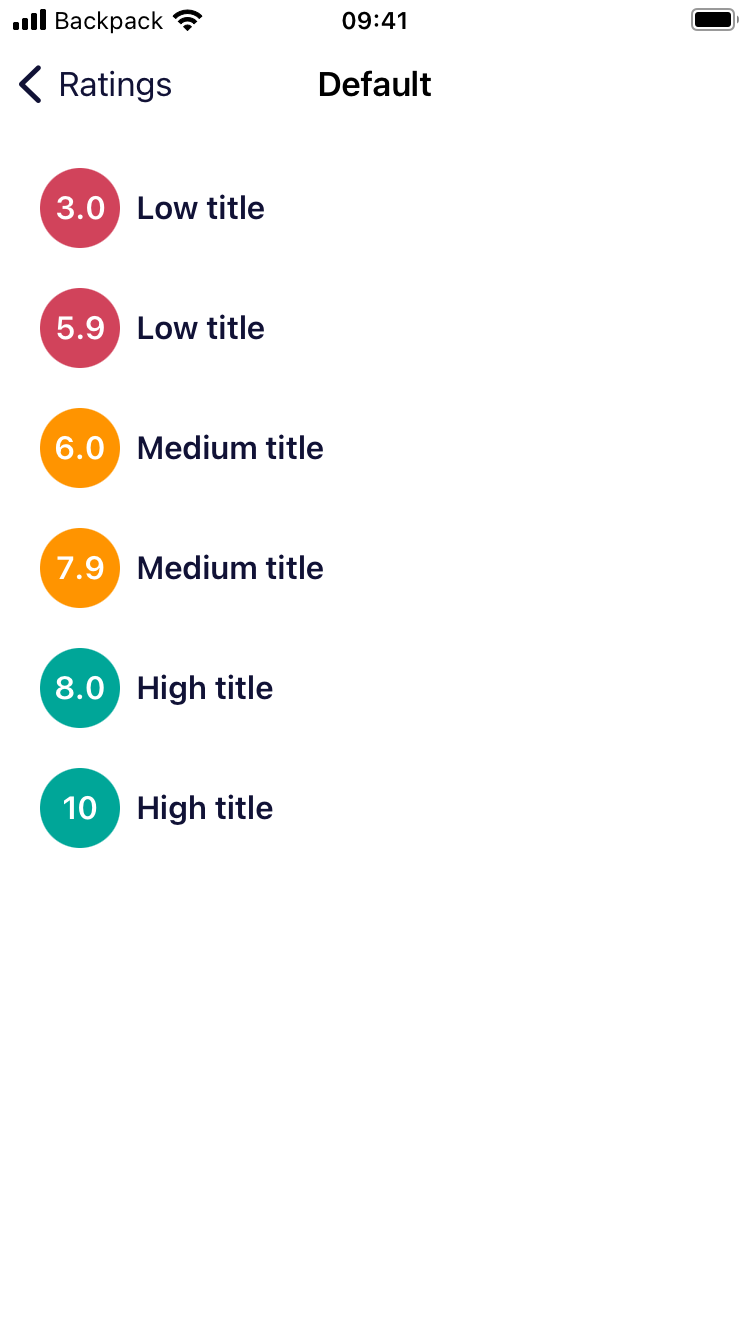 Backpack 09:41
Ratings Default
3.0 Low title
5.9 Low title
6.0 Medium title
7.9 Medium title
8.0 High title
10 High title